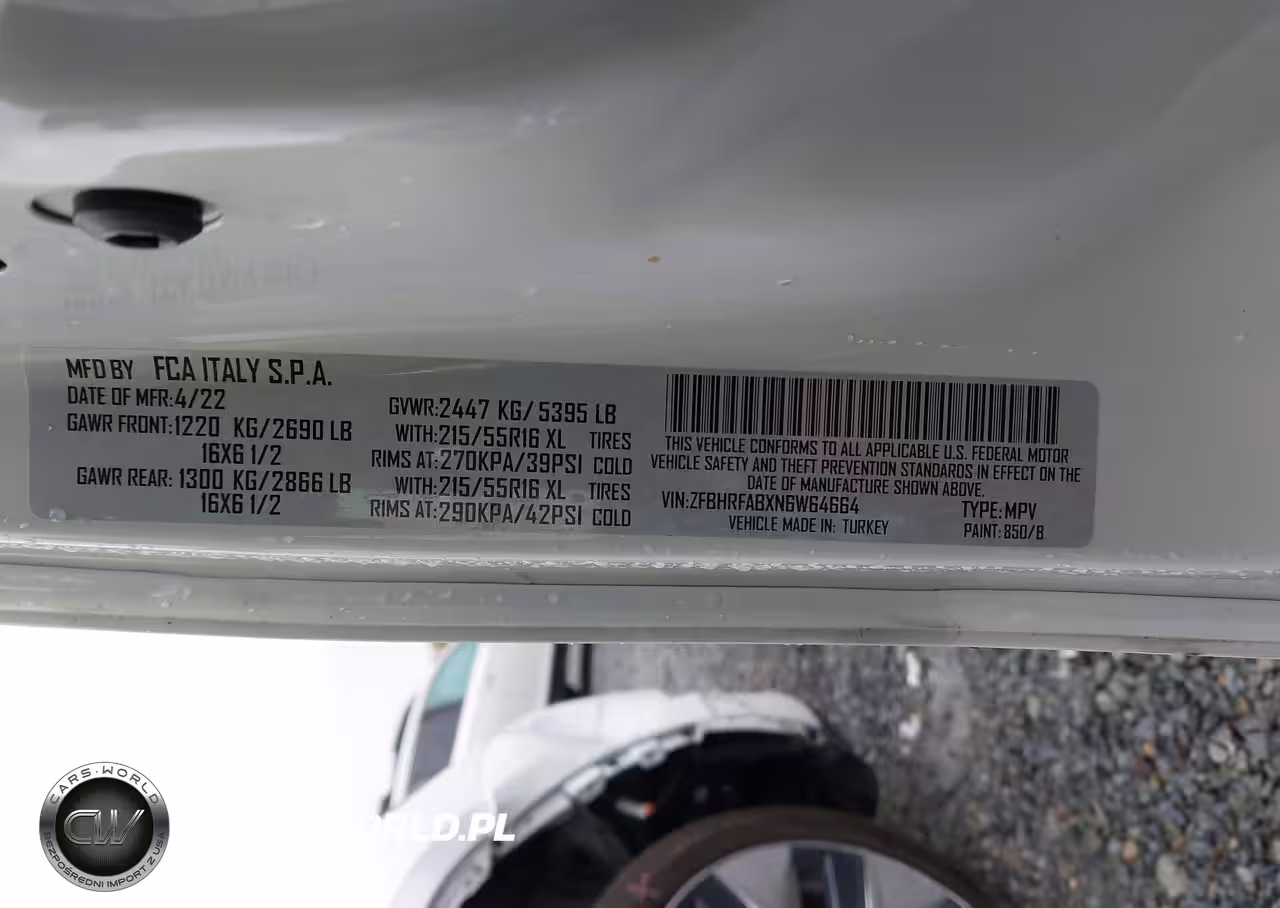 MFD BY FCA ITALY S.P.A.
DATE OF MFR:4/22
GAWR FRONT:1220 KG/2690 LB
16X6 1/2
GAWR REAR: 1300 KG/2866 LB
16X6 1/2
GVWR:2447 KG/5395 LB
WITH:215/55R16 XL TIRES
RIMS AT:270KPA/39PSI COLD
WITH:215/55R16 XL TIRES
RIMS AT:290KPA/42PSI COLD
THIS VEHICLE CONFORMS TO ALL APPLICABLE U.S. FEDERAL MOTOR
VEHICLE SAFETY AND THEFT PREVENTION STANDARDS IN EFFECT ON THE
DATE OF MANUFACTURE SHOWN ABOVE.
VIN:ZFBHRFABXN6W64664 TYPE:MPV
VEHICLE MADE IN: TURKEY PAINT:850/B
CARS-WORLD
CW
BEZPOŚREDNI IMPORT Z USA
RLD.PL